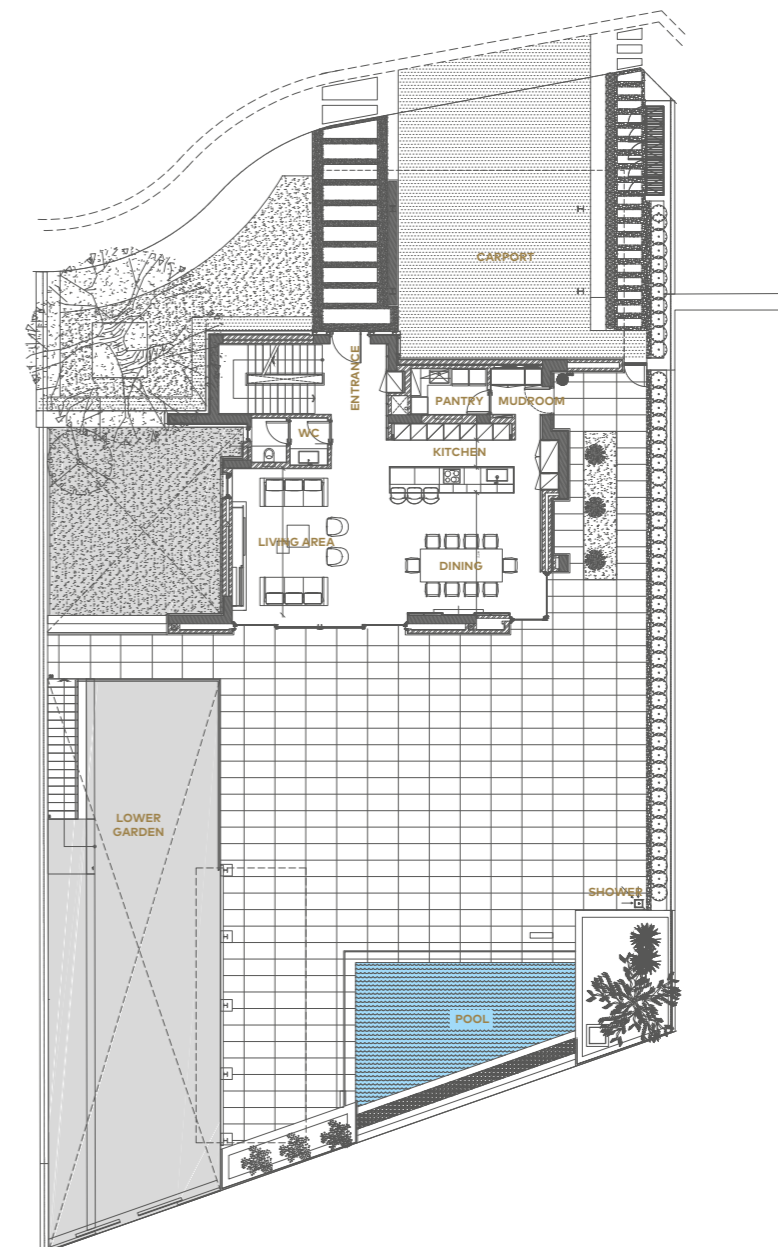 CARPORT
ENTRANCE
PANTRY
MUDROOM
WC
KITCHEN
LIVING AREA
DINING
LOWER
GARDEN
SHOWER
POOL